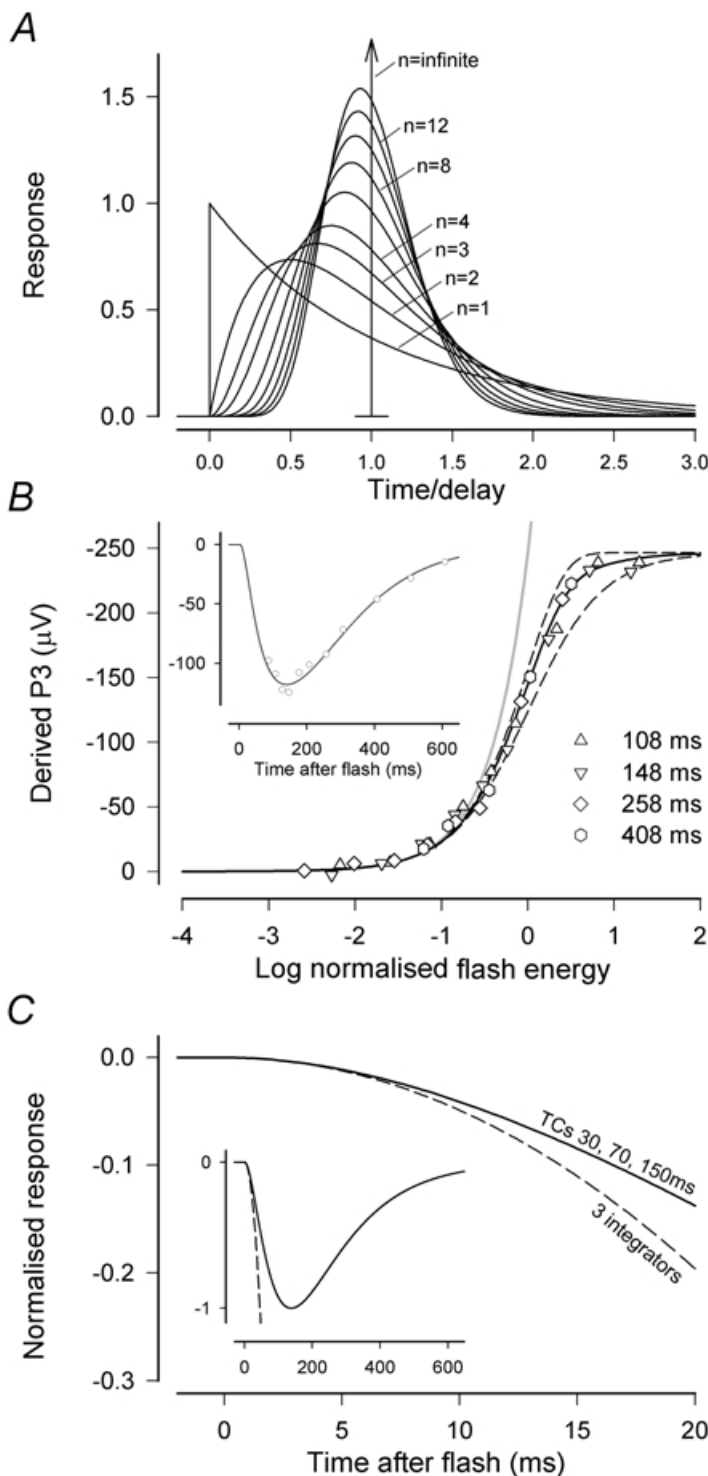 A
n=infinite
1.5
n=12
n=8
1.0
Response
n=4
n=3
n=2
0.5
n=1
0.0
0.0 0.5 1.0 1.5 2.0 2.5 3.0
Time/delay
B
-250
0
-200
-50
-150
-100
Derived P3 (μV)
0 200 400 600
Time after flash (ms)
-100
108 ms
148 ms
-50
258 ms
408 ms
0
-4 -3 -2 -1 0 1 2
Log normalised flash energy
C
0.0
TCs 30, 70, 150ms
-0.1
0
Normalised response
3 integrators
-0.2
-1
0 200 400 600
-0.3
0 5 10 15 20
Time after flash (ms)